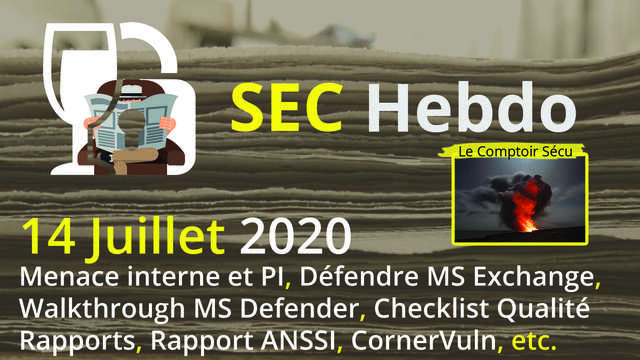 SEC Hebdo
Le Comptoir Sécu
14 Juillet 2020
Menace interne et PI, Défendre MS Exchange,
Walkthrough MS Defender, Checklist Qualité
Rapports, Rapport ANSSI, CornerVuln, etc.